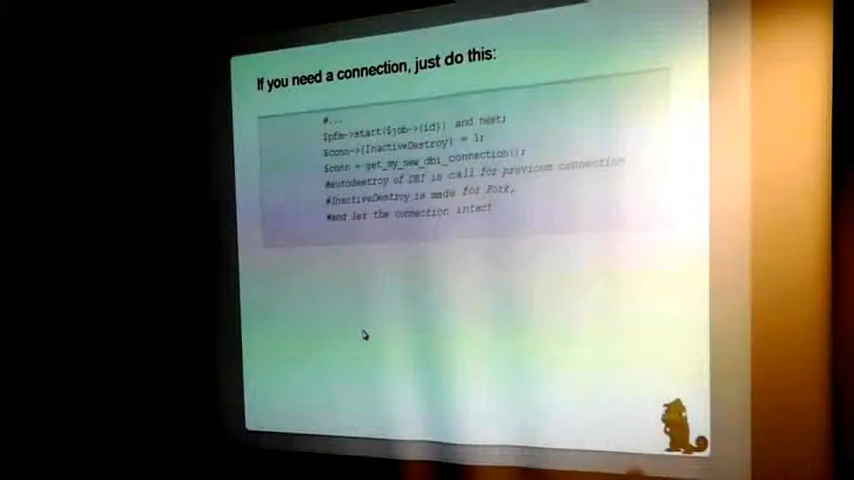 If you need a connection, just do this:
#...
$pfm->start($job->{id}) and next;
$conn->{InactiveDestroy} = 1;
$conn = get_my_new_dbi_connection();
#autodestroy of DBI is call for previous connection
#InactiveDestroy is made for Fork,
#and let the connection intact